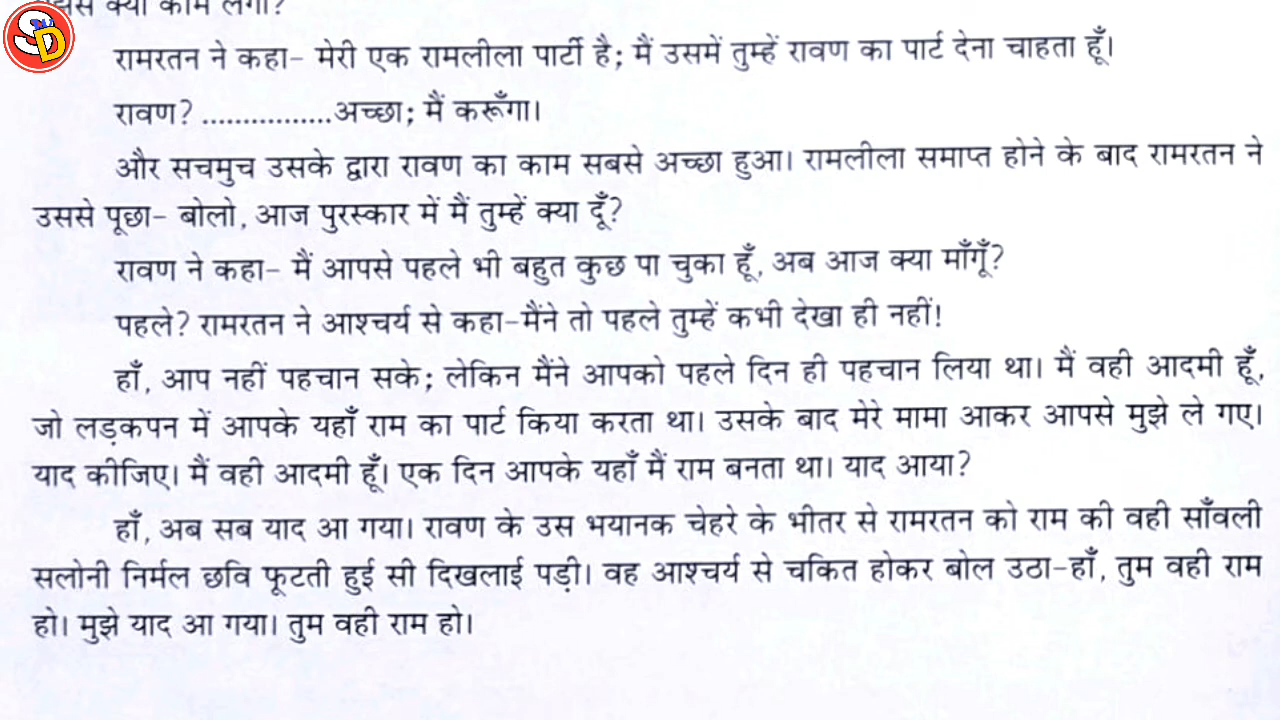 SD
क्या काम लेगा?
रामरतन ने कहा- मेरी एक रामलीला पार्टी है; मैं उसमें तुम्हें रावण का पार्ट देना चाहता हूँ।
रावण? ................अच्छा; मैं करूँगा।
और सचमुच उसके द्वारा रावण का काम सबसे अच्छा हुआ। रामलीला समाप्त होने के बाद रामरतन ने
उससे पूछा- बोलो, आज पुरस्कार में मैं तुम्हें क्या दूँ?
रावण ने कहा- मैं आपसे पहले भी बहुत कुछ पा चुका हूँ, अब आज क्या माँगूँ?
पहले? रामरतन ने आश्चर्य से कहा-मैंने तो पहले तुम्हें कभी देखा ही नहीं!
हाँ, आप नहीं पहचान सके; लेकिन मैंने आपको पहले दिन ही पहचान लिया था। मैं वही आदमी हूँ,
जो लड़कपन में आपके यहाँ राम का पार्ट किया करता था। उसके बाद मेरे मामा आकर आपसे मुझे ले गए।
याद कीजिए। मैं वही आदमी हूँ। एक दिन आपके यहाँ मैं राम बनता था। याद आया?
हाँ, अब सब याद आ गया। रावण के उस भयानक चेहरे के भीतर से रामरतन को राम की वही साँवली
सलोनी निर्मल छवि फूटती हुई सी दिखलाई पड़ी। वह आश्चर्य से चकित होकर बोल उठा-हाँ, तुम वही राम
हो। मुझे याद आ गया। तुम वही राम हो।